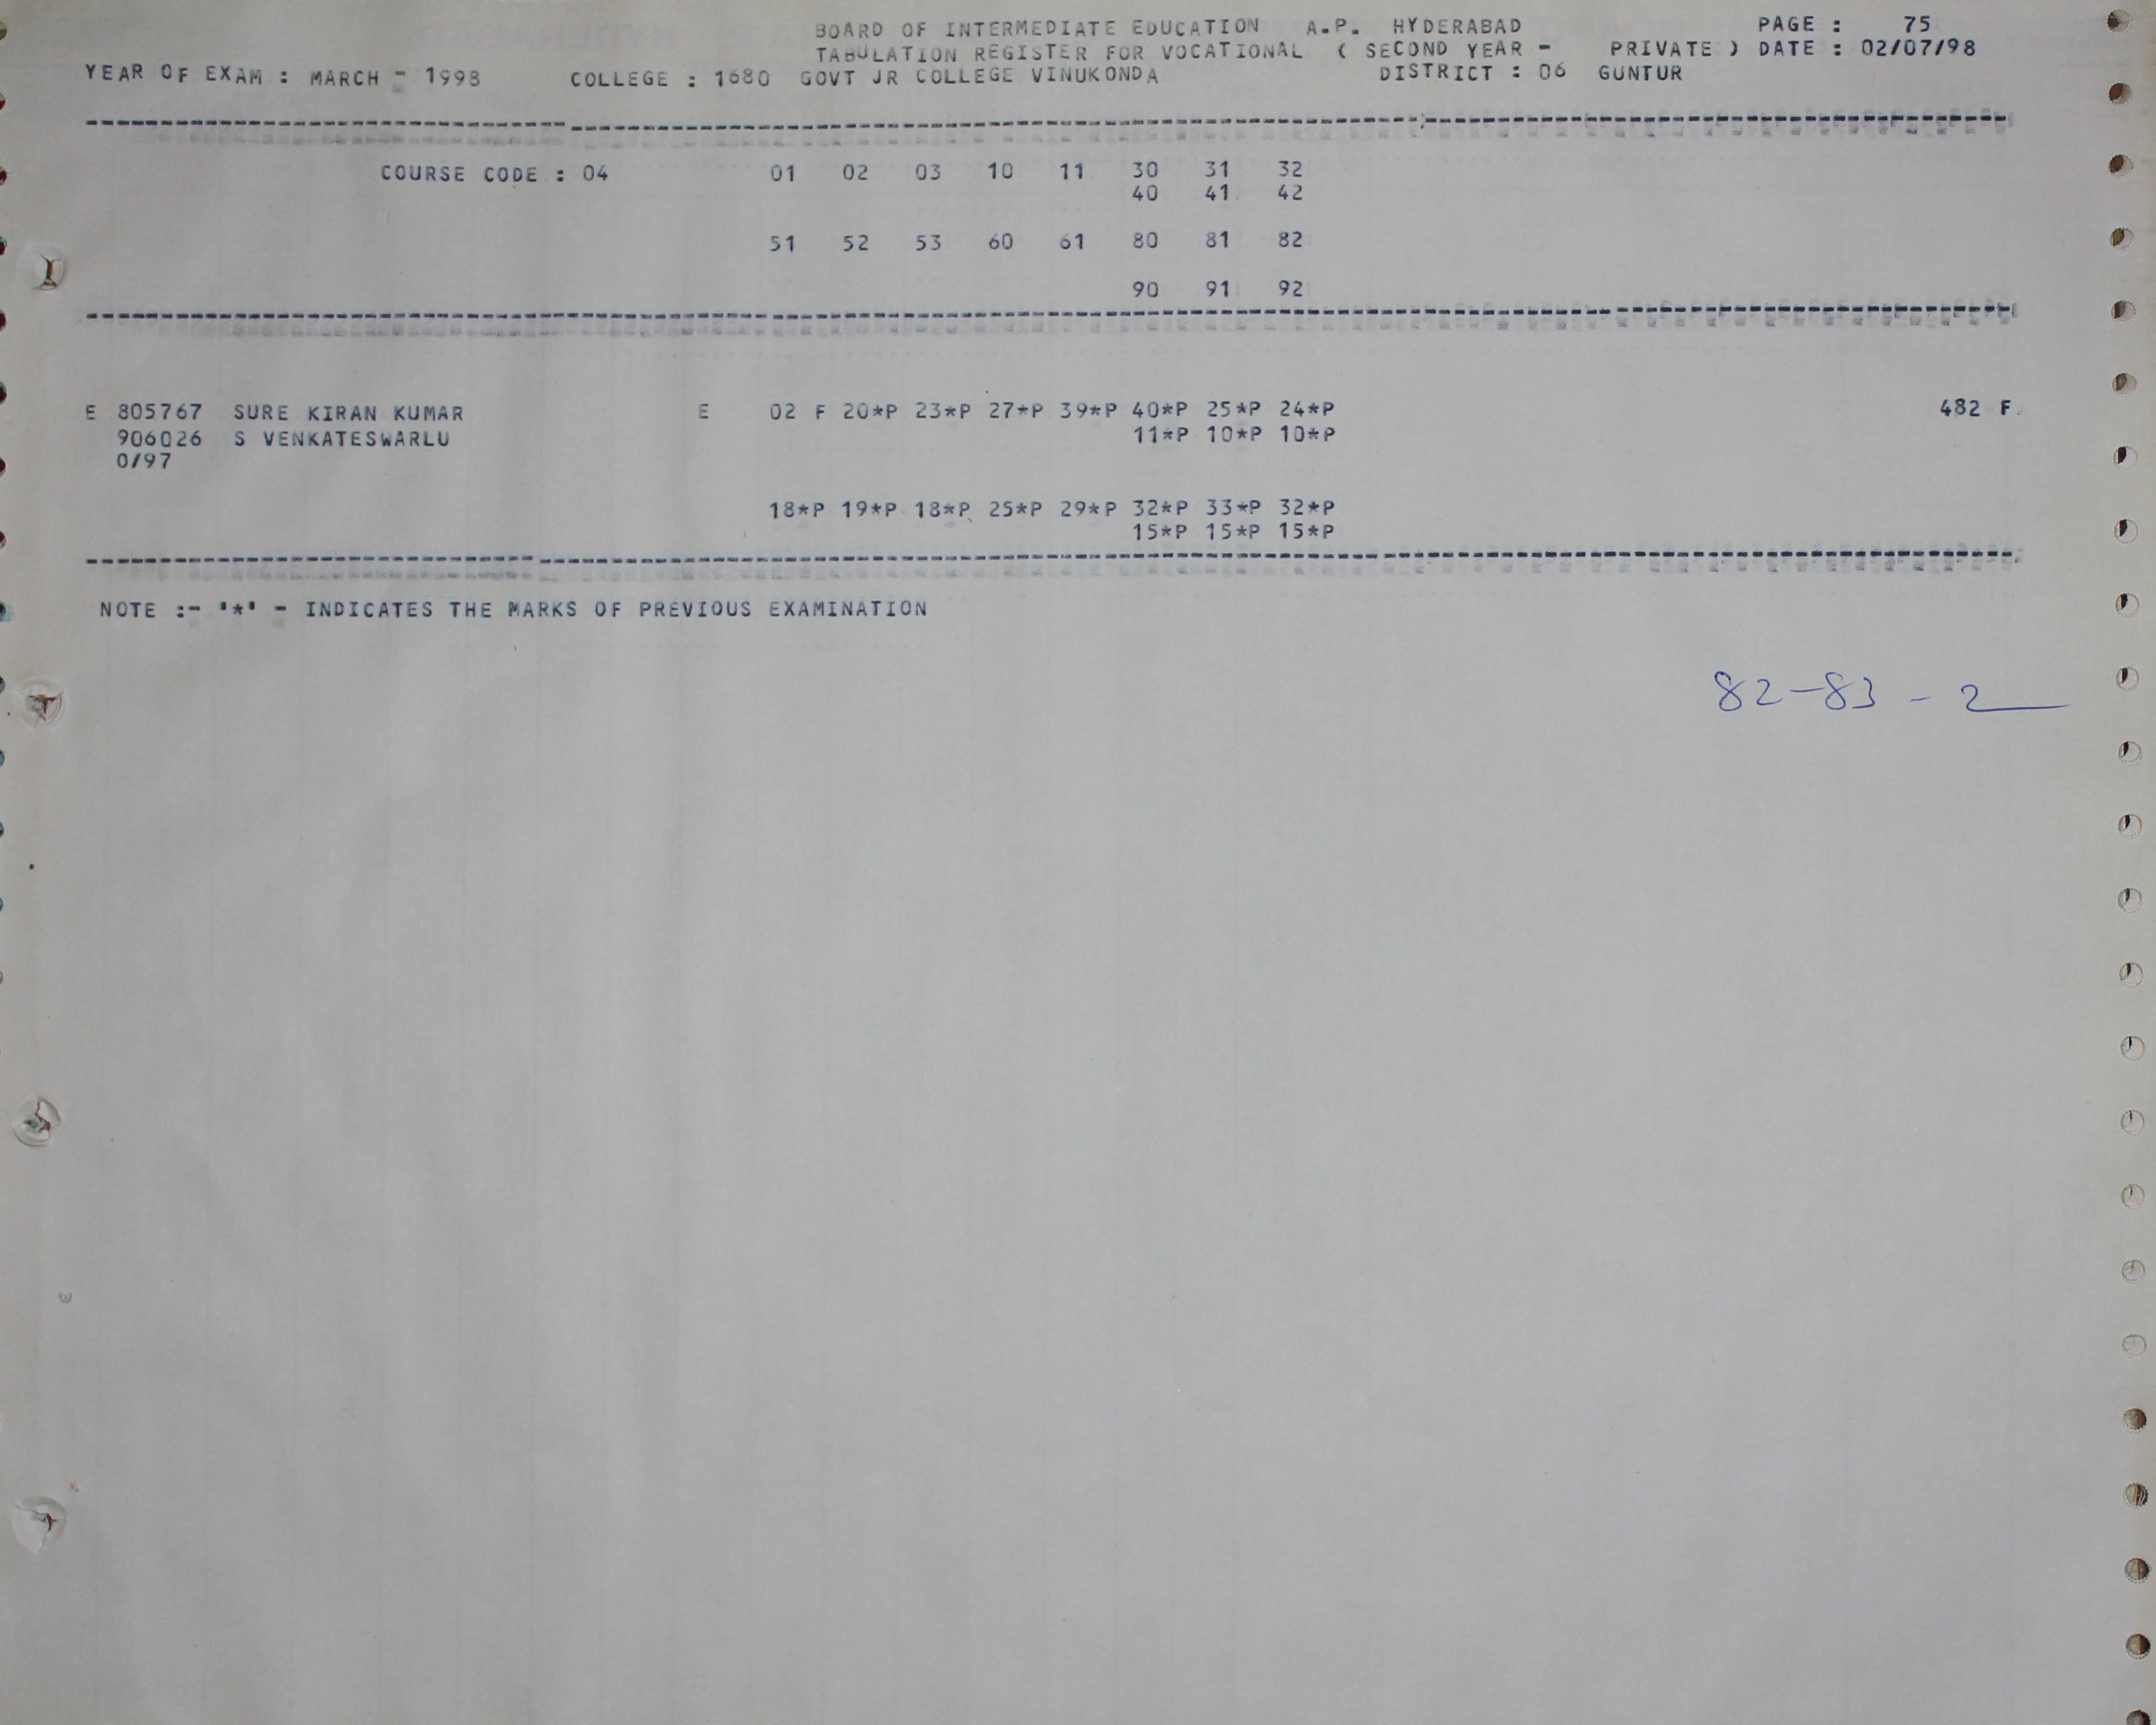 BOARD OF INTERMEDIATE EDUCATION A.P. HYDERABAD PAGE : 75
TABULATION REGISTER FOR VOCATIONAL ( SECOND YEAR - PRIVATE ) DATE : 02/07/98
YEAR OF EXAM : MARCH - 1998 COLLEGE : 1680 GOVT JR COLLEGE VINUKONDA DISTRICT : 06 GUNTUR
COURSE CODE : 04 01 02 03 10 11 30 31 32
40 41 42
51 52 53 60 61 80 81 82
90 91 92
E 805767 SURE KIRAN KUMAR E 02 F 20*P 23*P 27*P 39*P 40*P 25*P 24*P 482 F
906026 S VENKATESWARLU 11*P 10*P 10*P
0/97
18*P 19*P 18*P 25*P 29*P 32*P 33*P 32*P
15*P 15*P 15*P
NOTE :- '*' - INDICATES THE MARKS OF PREVIOUS EXAMINATION
82-83 - 2